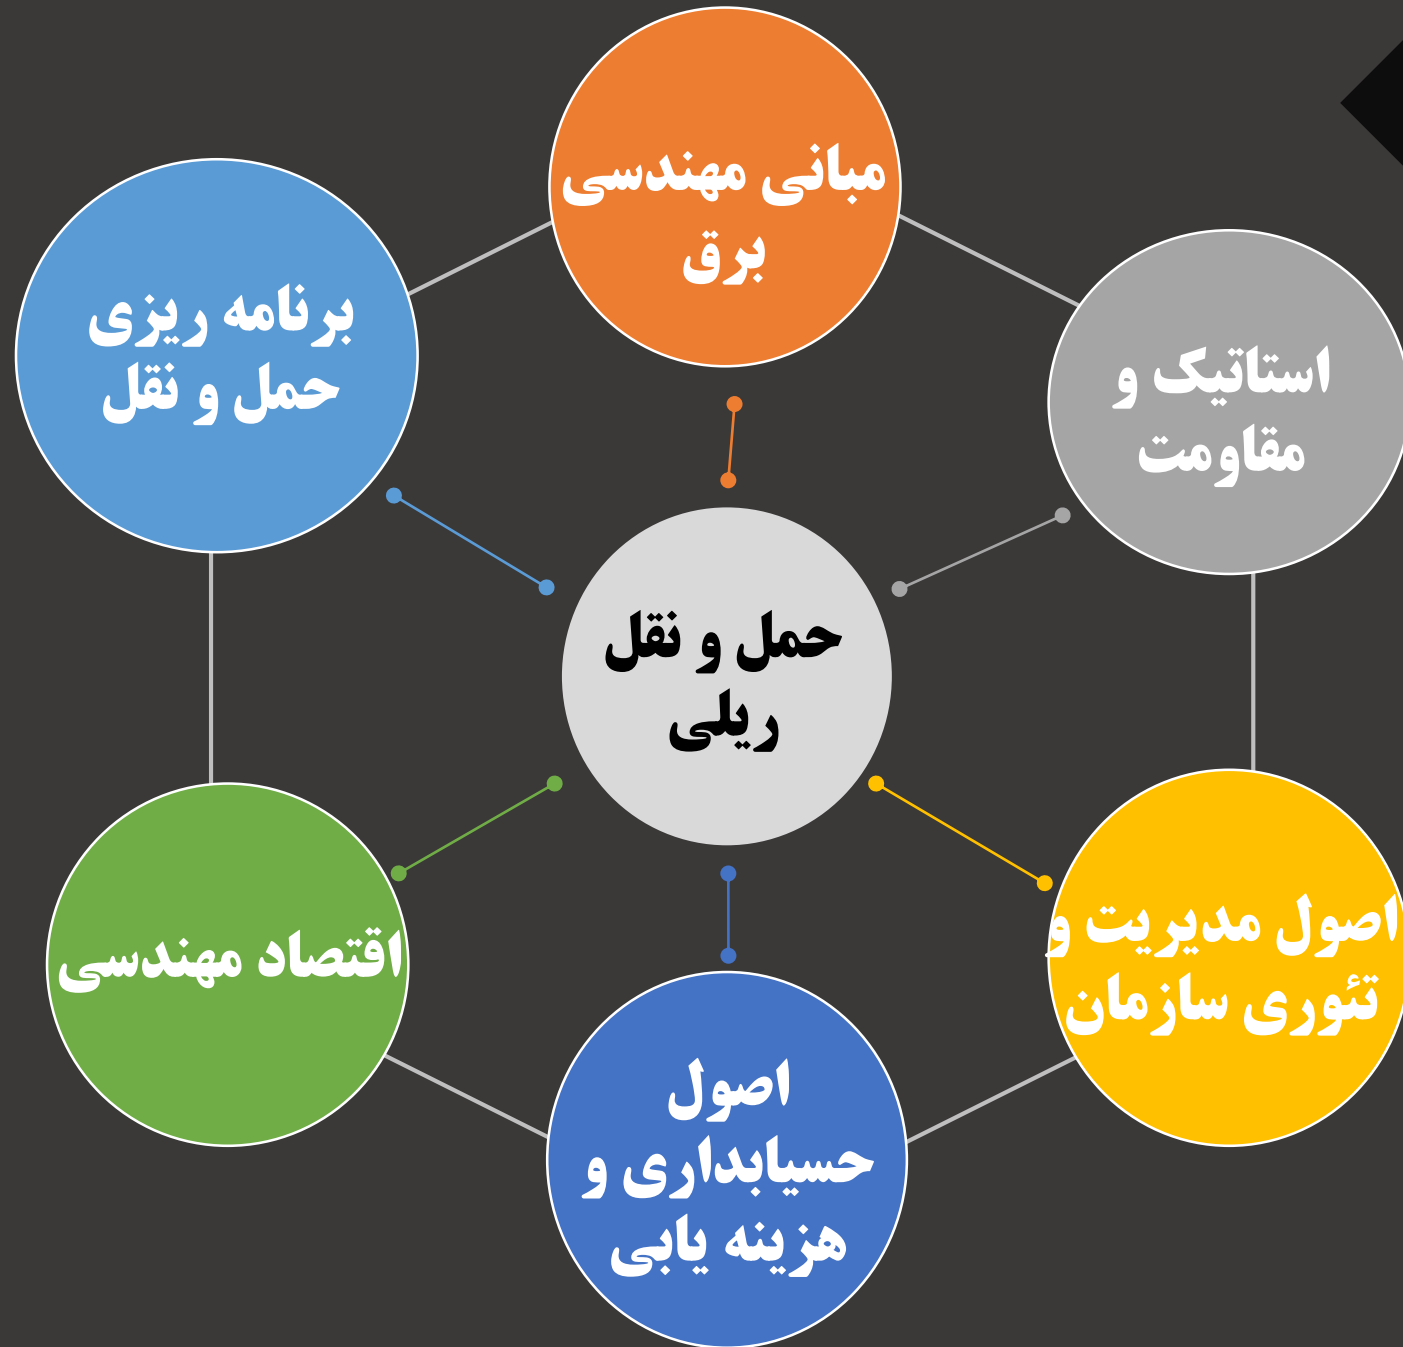 مبانی مهندسی
برق
استاتیک و
مقاومت
برنامه ریزی
حمل و نقل
حمل و نقل
ریلی
اصول مدیریت و
تئوری سازمان
اقتصاد مهندسی
اصول
حسیابداری و
هزینه یابی